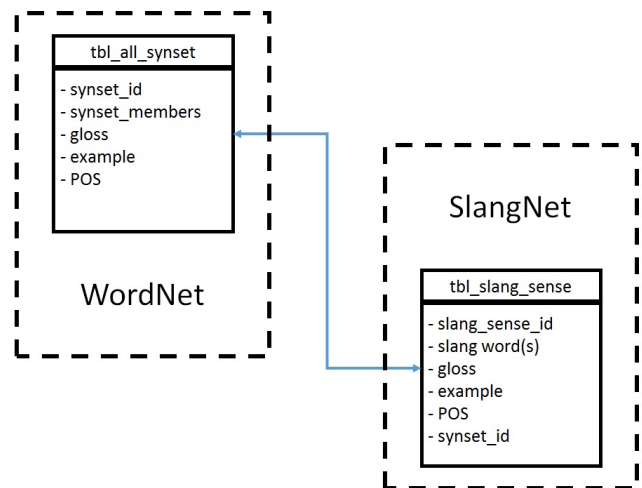 tbl_all_synset
- synset_id
- synset_members
- gloss
- example
- POS
WordNet
SlangNet
tbl_slang_sense
- slang_sense_id
- slang word(s)
- gloss
- example
- POS
- synset_id